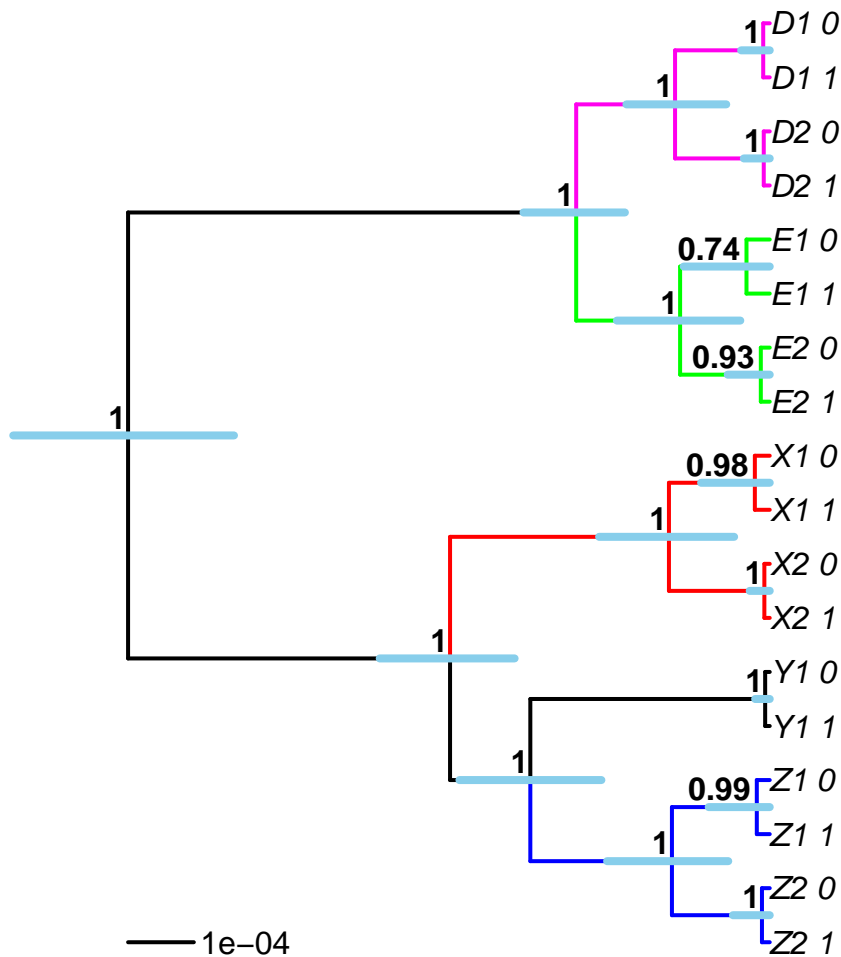 D1 0
1
D1 1
1
D2 0
1
D2 1
1
E1 0
0.74
E1 1
1
E2 0
0.93
E2 1
1
X1 0
0.98
X1 1
1
X2 0
1
X2 1
1
Y1 0
1
Y1 1
1
Z1 0
0.99
Z1 1
1
Z2 0
1
Z2 1
1e−04